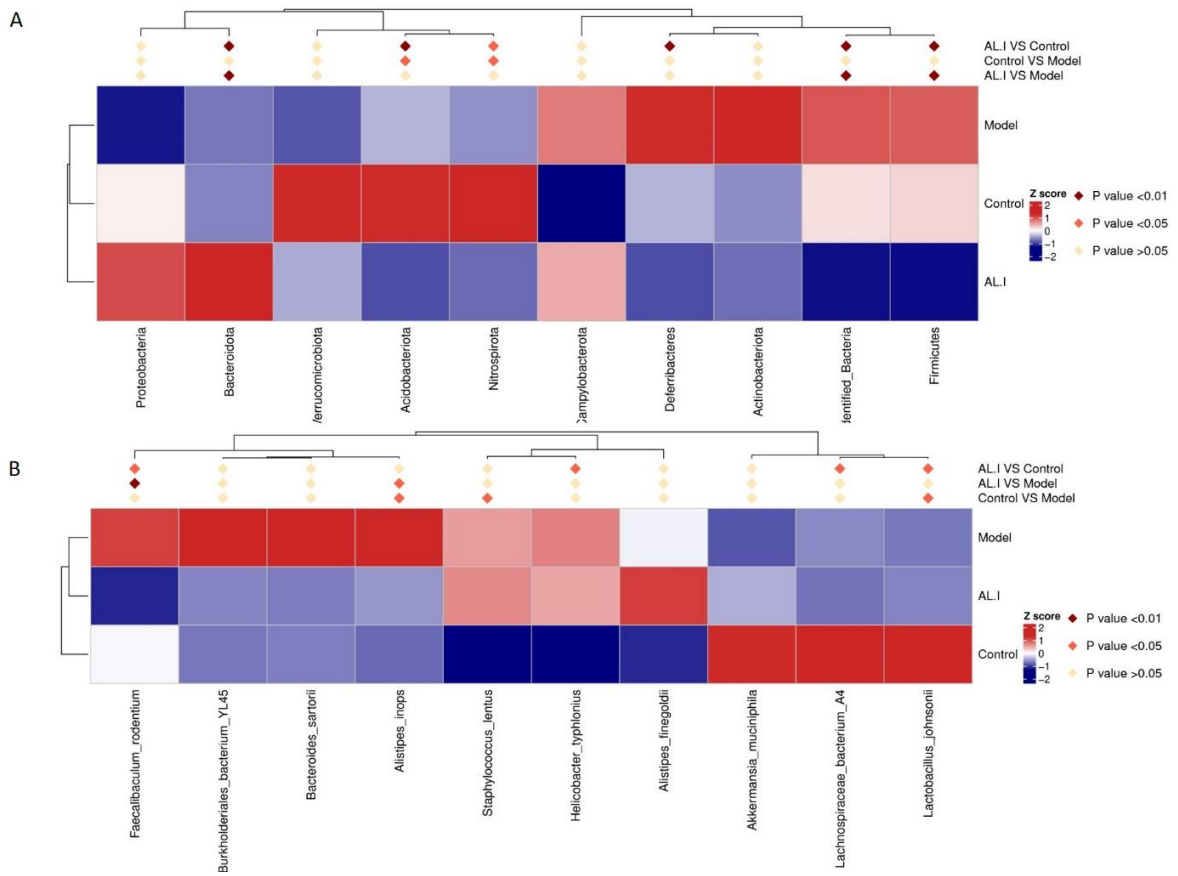 A
AL.I VS Control
Control VS Model
AL.I VS Model
Model
Control
AL.I
Z score
2
1
0
-1
-2
P value <0.01
P value <0.05
P value >0.05
Proteobacteria
Bacteroidota
/errucomicrobiota
Acidobacteriota
Nitrospirota
Campylobacterota
Deferribacteres
Actinobacteriota
dentified_Bacteria
Firmicutes
B
AL.I VS Control
AL.I VS Model
Control VS Model
Model
AL.I
Control
Z score
2
1
0
-1
-2
P value <0.01
P value <0.05
P value >0.05
Faecalibaculum_rodentium
Burkholderiales_bacterium_YL45
Bacteroides_sartorii
Alistipes_inops
Staphylococcus_lentus
Helicobacter_typhlonius
Alistipes_finegoldii
Akkermansia_muciniphila
Lachnospiraceae_bacterium_A4
Lactobacillus_johnsonii